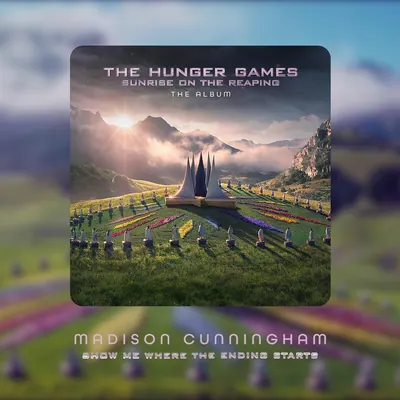 THE HUNGER GAMES
SUNRISE ON THE REAPING
THE ALBUM
MADISON CUNNINGHAM
SHOW ME WHERE THE ENDING STARTS